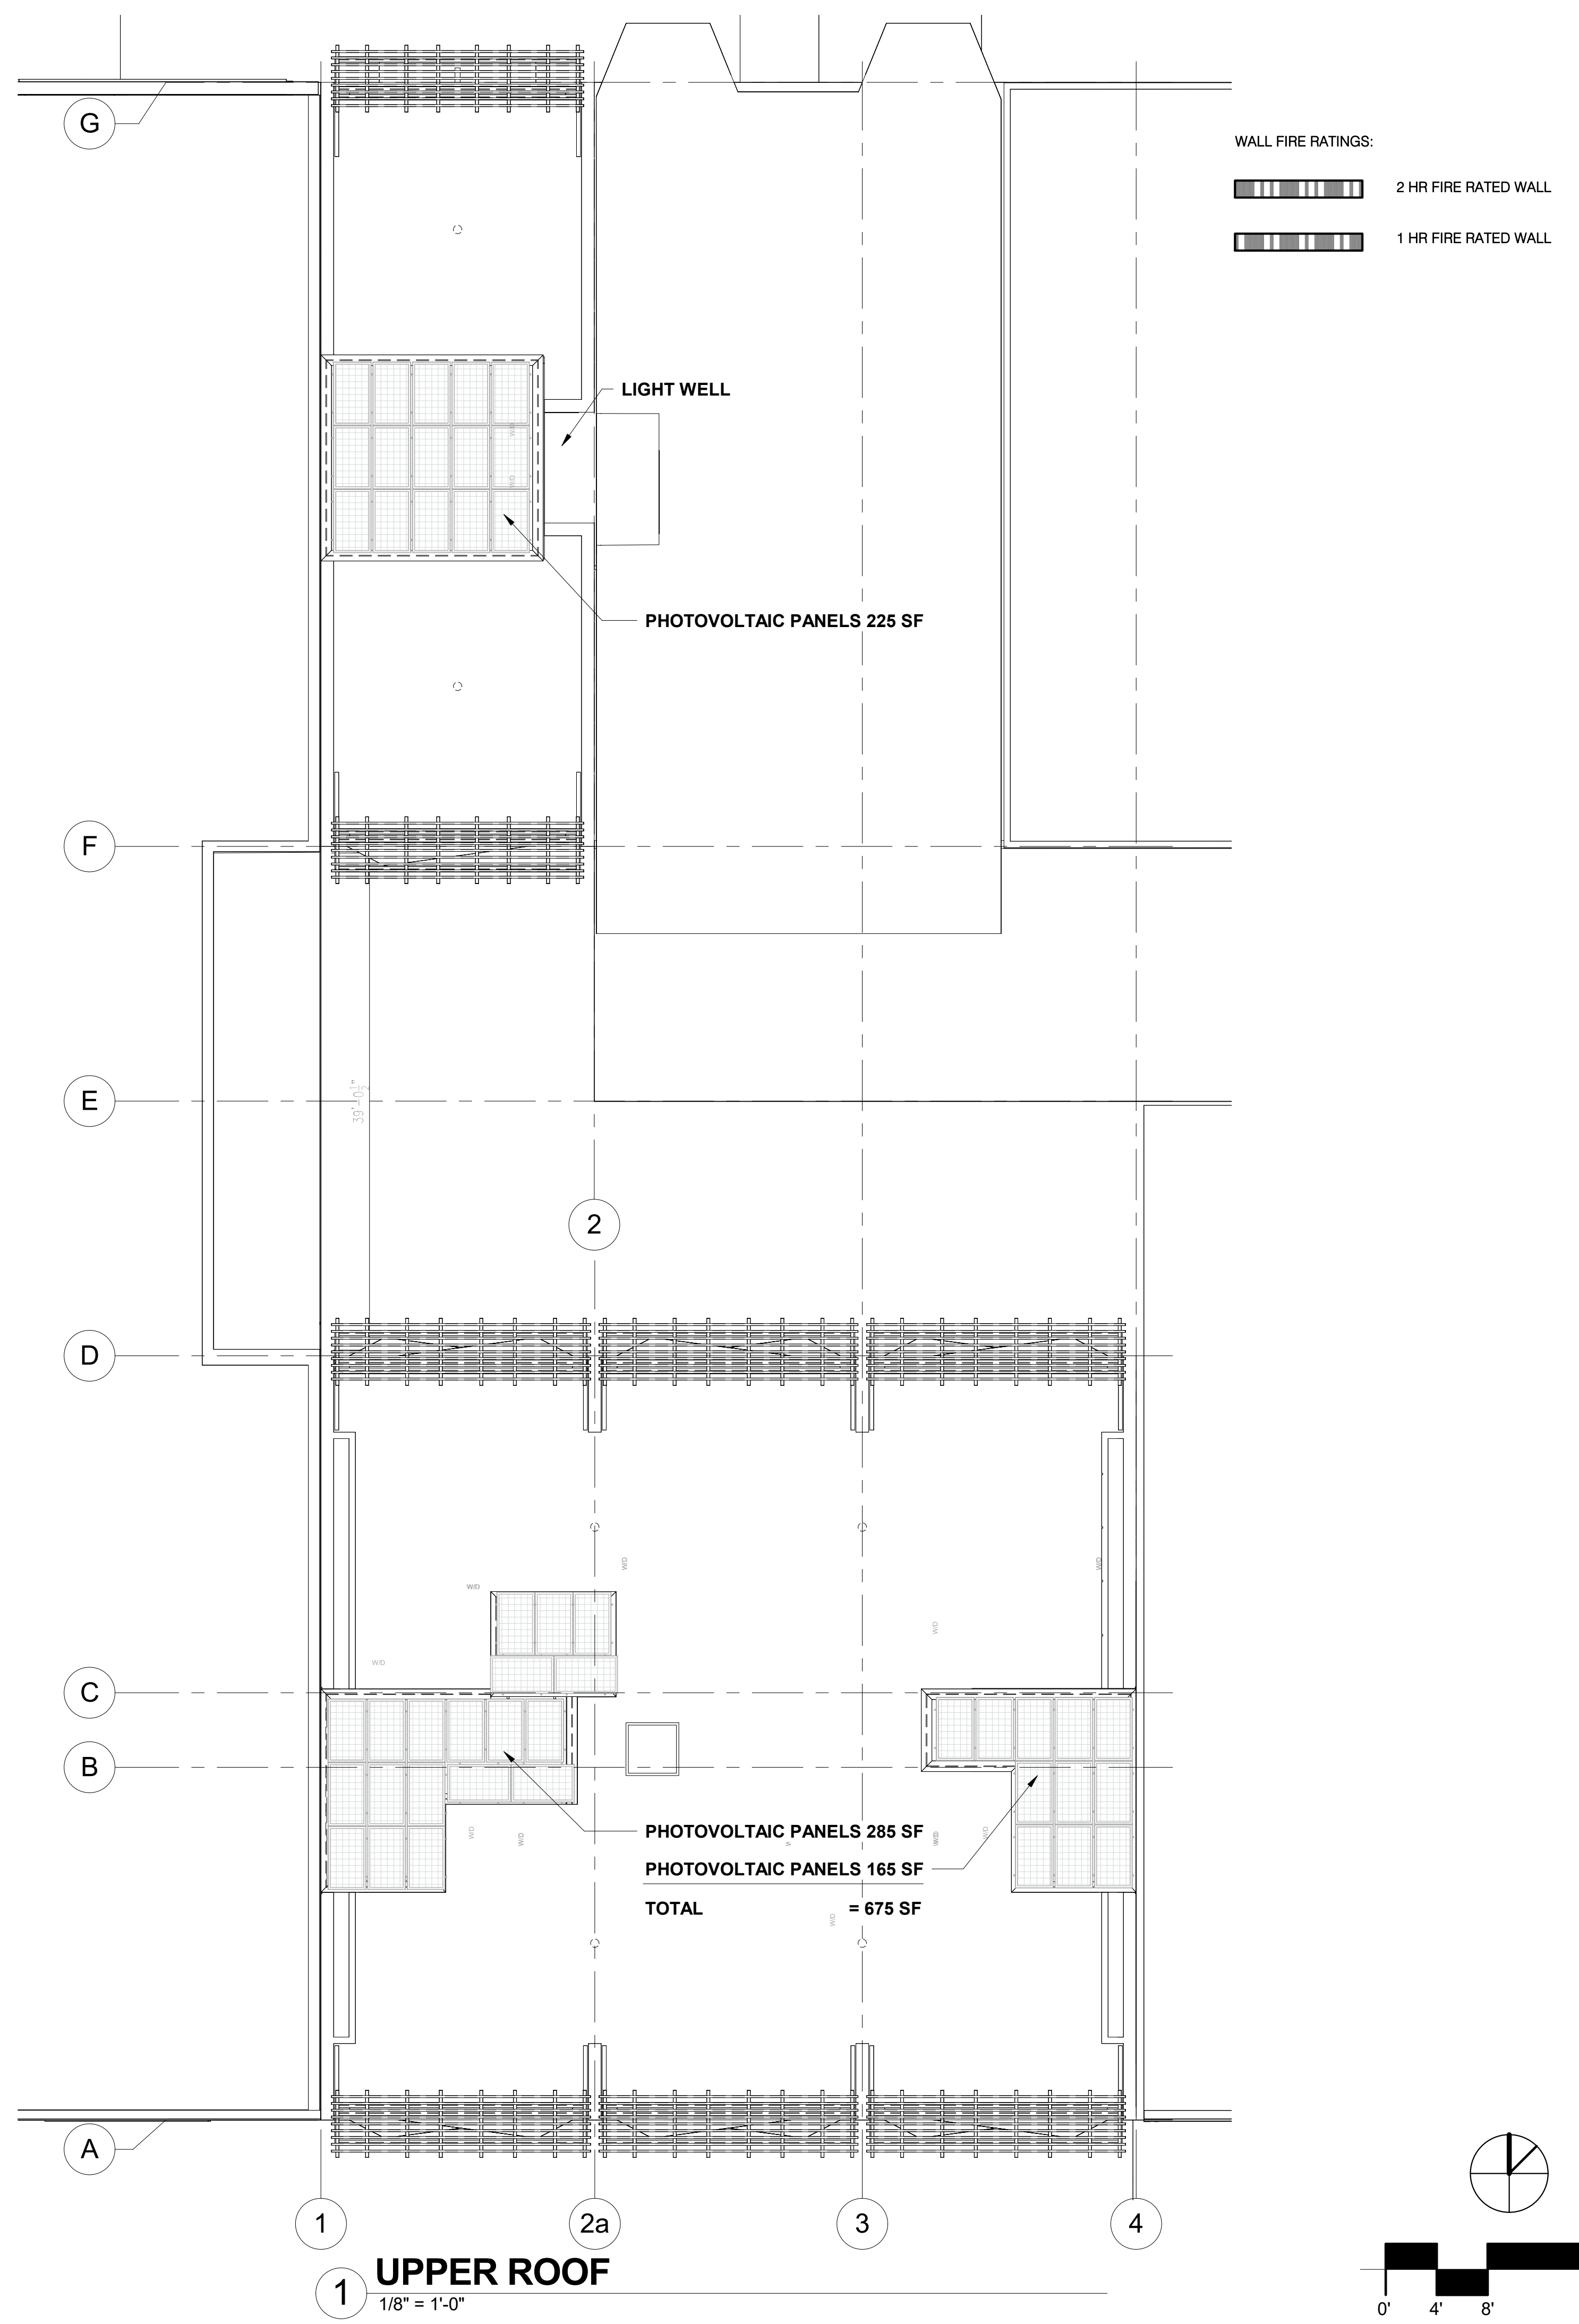 G
WALL FIRE RATINGS:
2 HR FIRE RATED WALL
1 HR FIRE RATED WALL
LIGHT WELL
W/D
W/D
PHOTOVOLTAIC PANELS 225 SF
F
E
39'-0 1/2"
2
D
W/D
W/D
W/D
W/D
W/D
C
B
PHOTOVOLTAIC PANELS 285 SF
W/D
W/D
W/D
W/D
PHOTOVOLTAIC PANELS 165 SF
TOTAL = 675 SF
W/D
A
1
2a
3
4
1 UPPER ROOF
1/8" = 1'-0"
0' 4' 8'